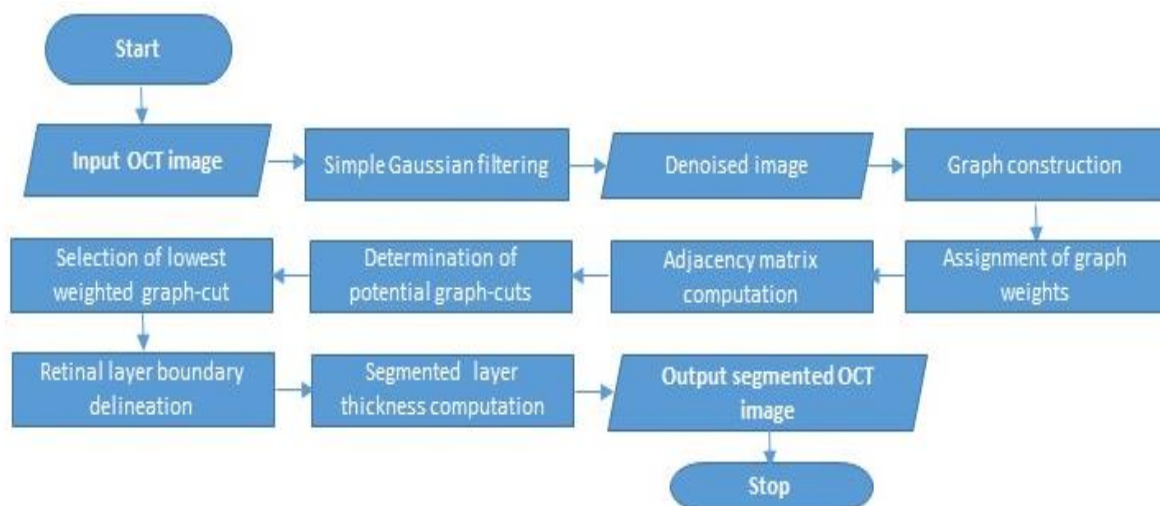 Start
Input OCT image
Simple Gaussian filtering
Denoised image
Graph construction
Assignment of graph
weights
Adjacency matrix
computation
Determination of
potential graph-cuts
Selection of lowest
weighted graph-cut
Retinal layer boundary
delineation
Segmented layer
thickness computation
Output segmented OCT
image
Stop